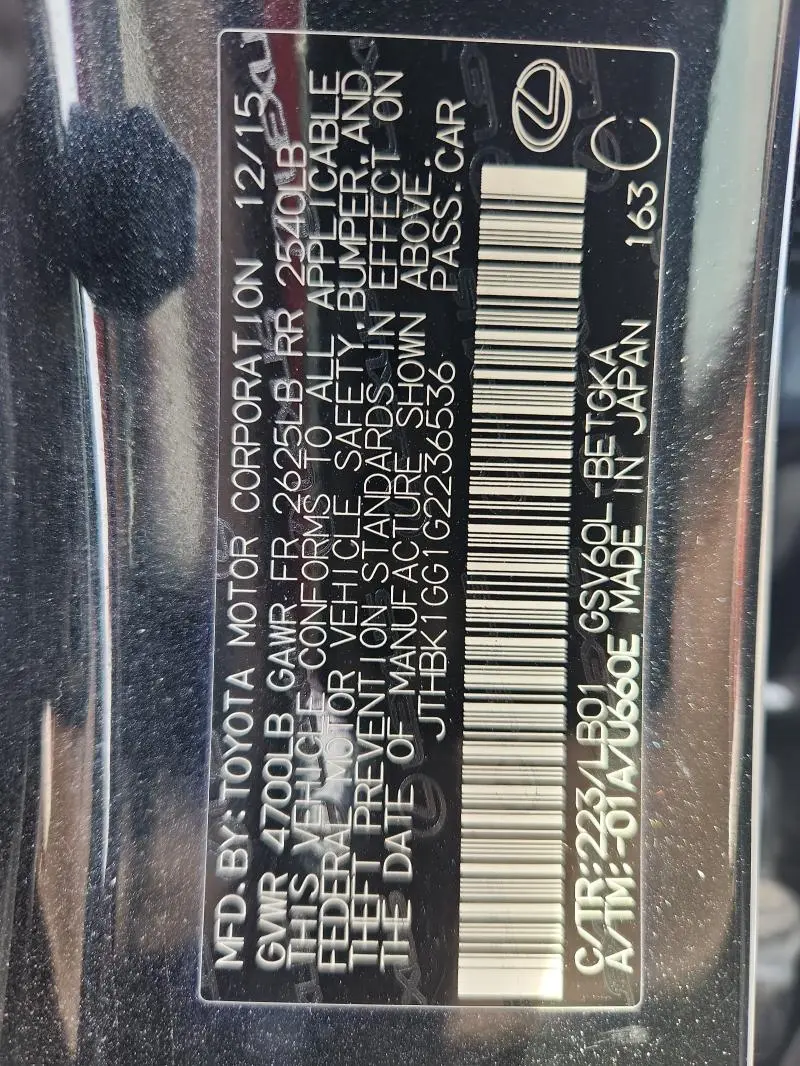 MFD.BY:TOYOTA MOTOR CORPORATION 12/15
GVWR 4700LB GAWR FR 2625LB RR 2540LB
THIS VEHICLE CONFORMS TO ALL APPLICABLE
FEDERAL MOTOR VEHICLE SAFETY,BUMPER,AND
THEFT PREVENTION STANDARDS IN EFFECT ON
THE DATE OF MANUFACTURE SHOWN ABOVE.
JTHBK1GG1G2236536 PASS.CAR
C/TR:223/LB01 GSV60L-BETGKA
A/TM:-01A/U660E MADE IN JAPAN 163 C